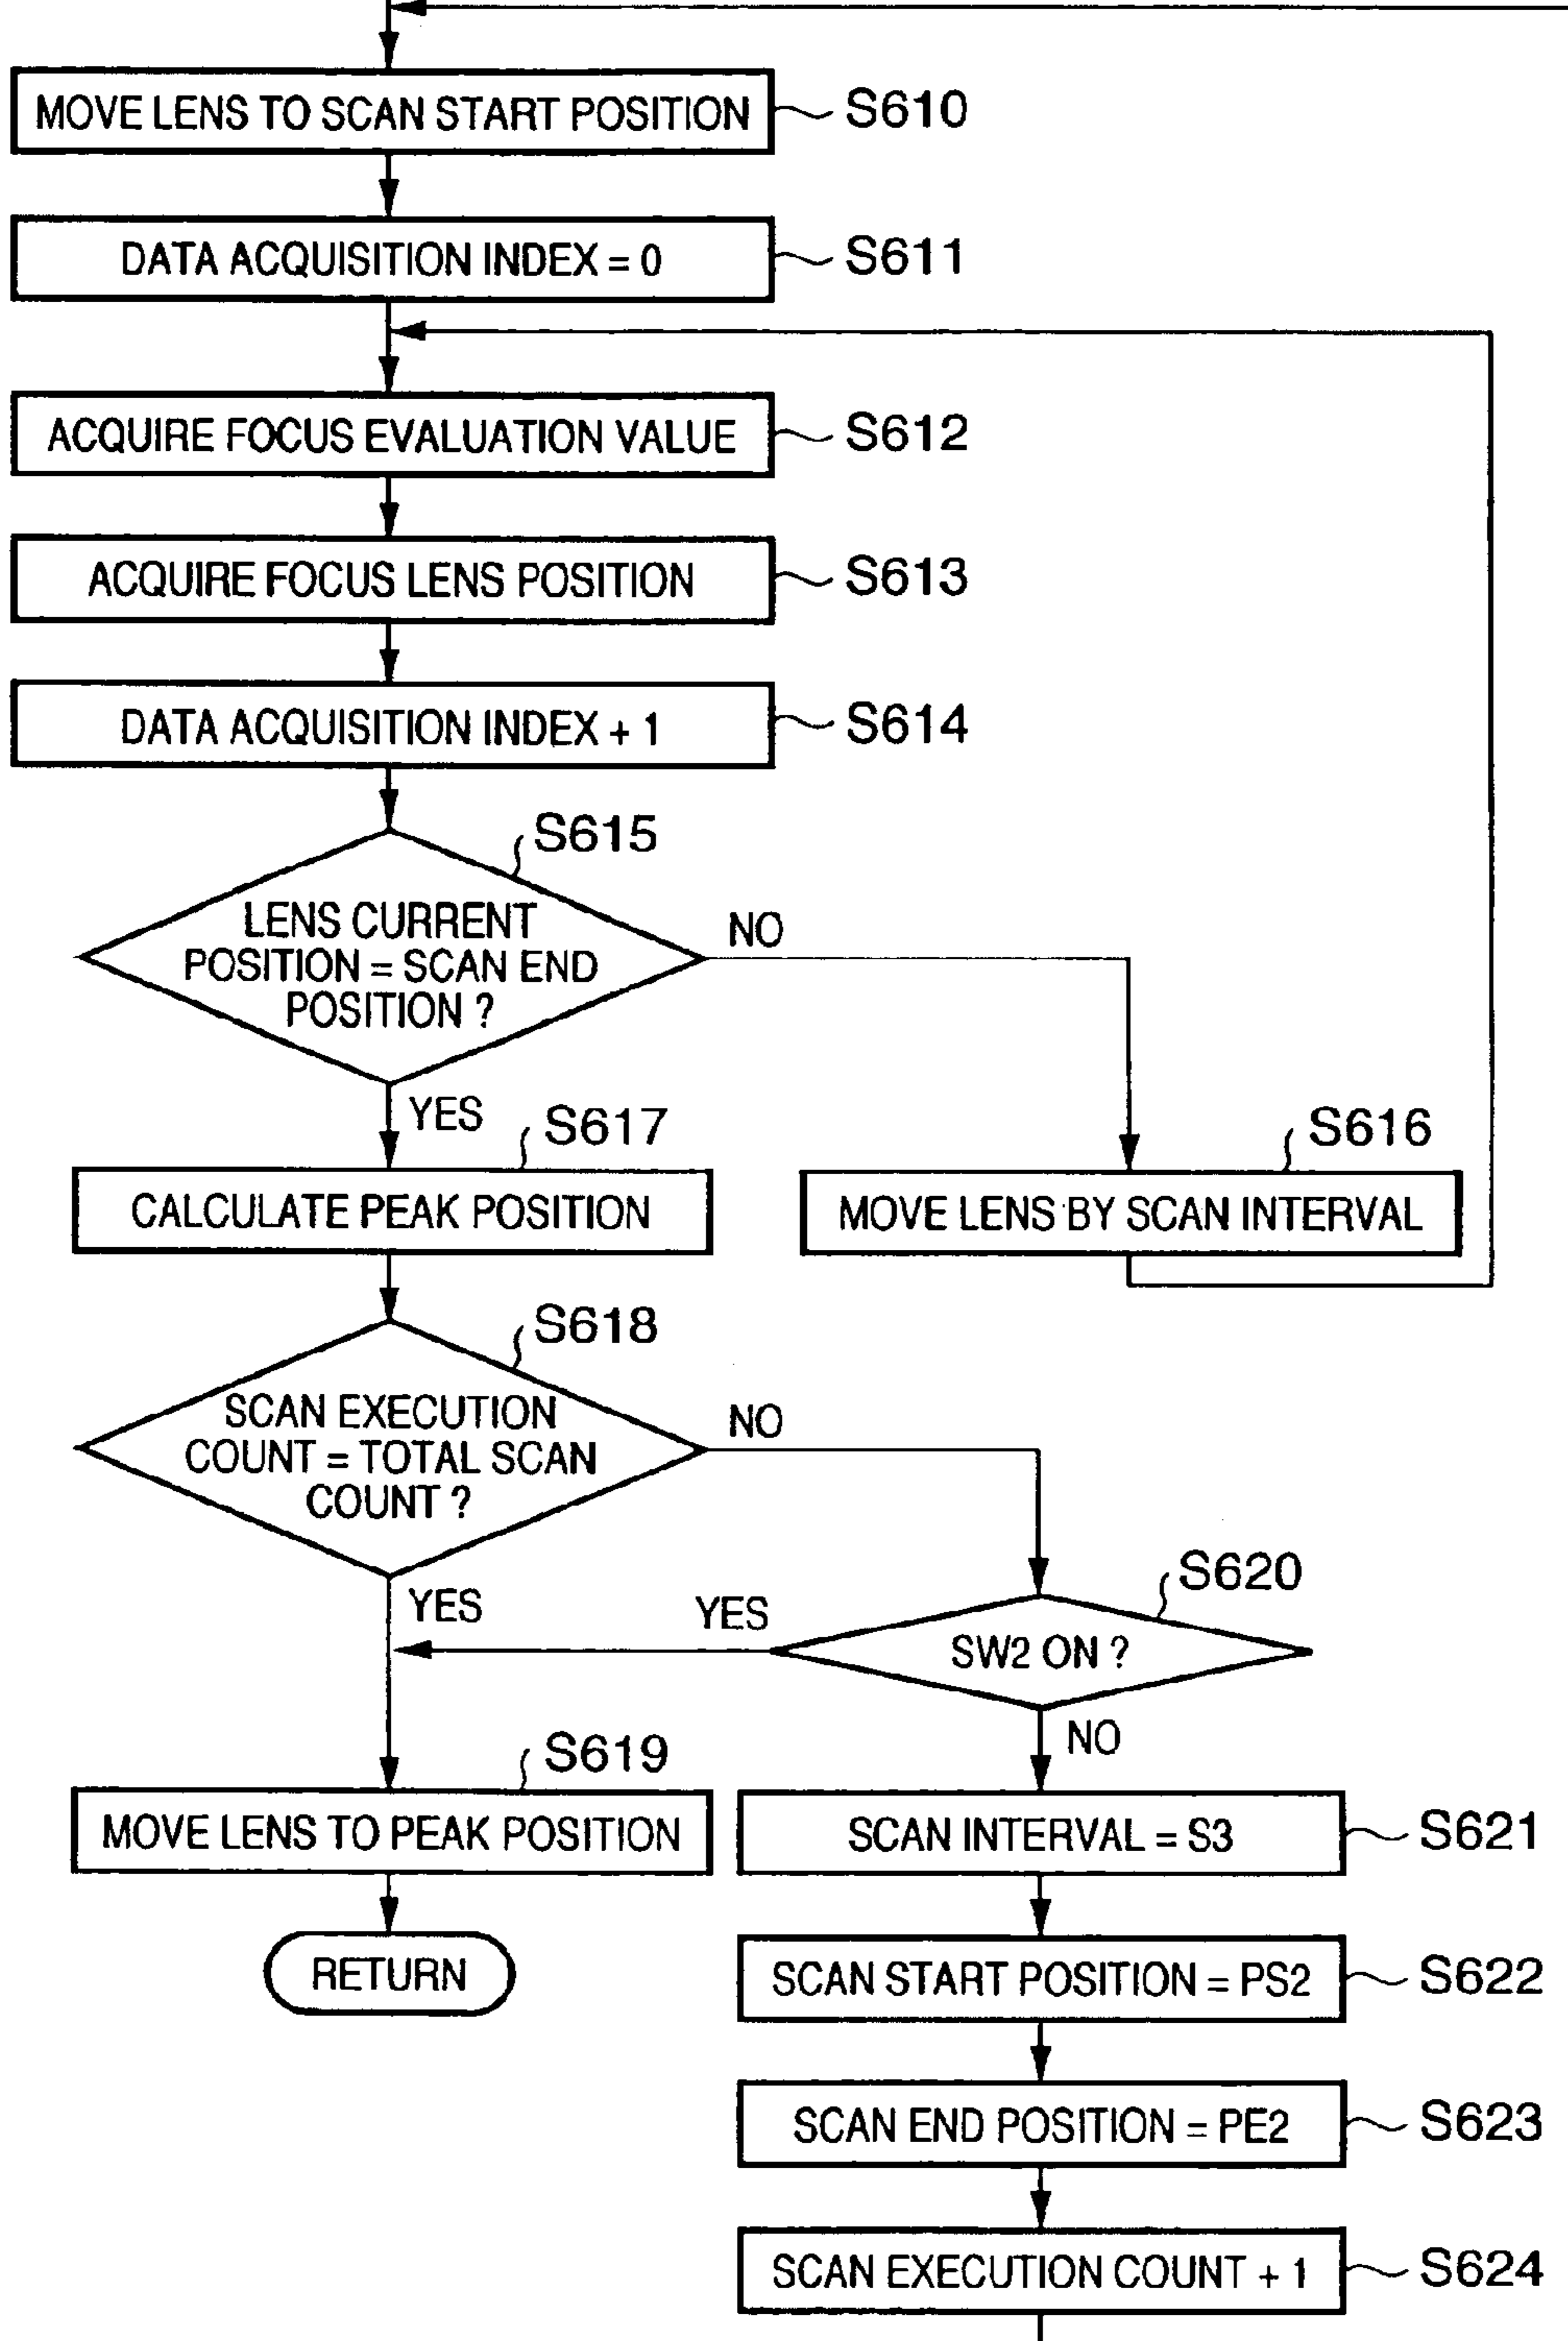 MOVE LENS TO SCAN START POSITION
S610
DATA ACQUISITION INDEX = 0
S611
ACQUIRE FOCUS EVALUATION VALUE
S612
ACQUIRE FOCUS LENS POSITION
S613
DATA ACQUISITION INDEX + 1
S614
S615
LENS CURRENT
POSITION = SCAN END
POSITION ?
NO
YES
S617
CALCULATE PEAK POSITION
S616
MOVE LENS BY SCAN INTERVAL
S618
SCAN EXECUTION
COUNT = TOTAL SCAN
COUNT ?
NO
YES
S620
SW2 ON ?
YES
NO
S619
MOVE LENS TO PEAK POSITION
RETURN
SCAN INTERVAL = S3
S621
SCAN START POSITION = PS2
S622
SCAN END POSITION = PE2
S623
SCAN EXECUTION COUNT + 1
S624